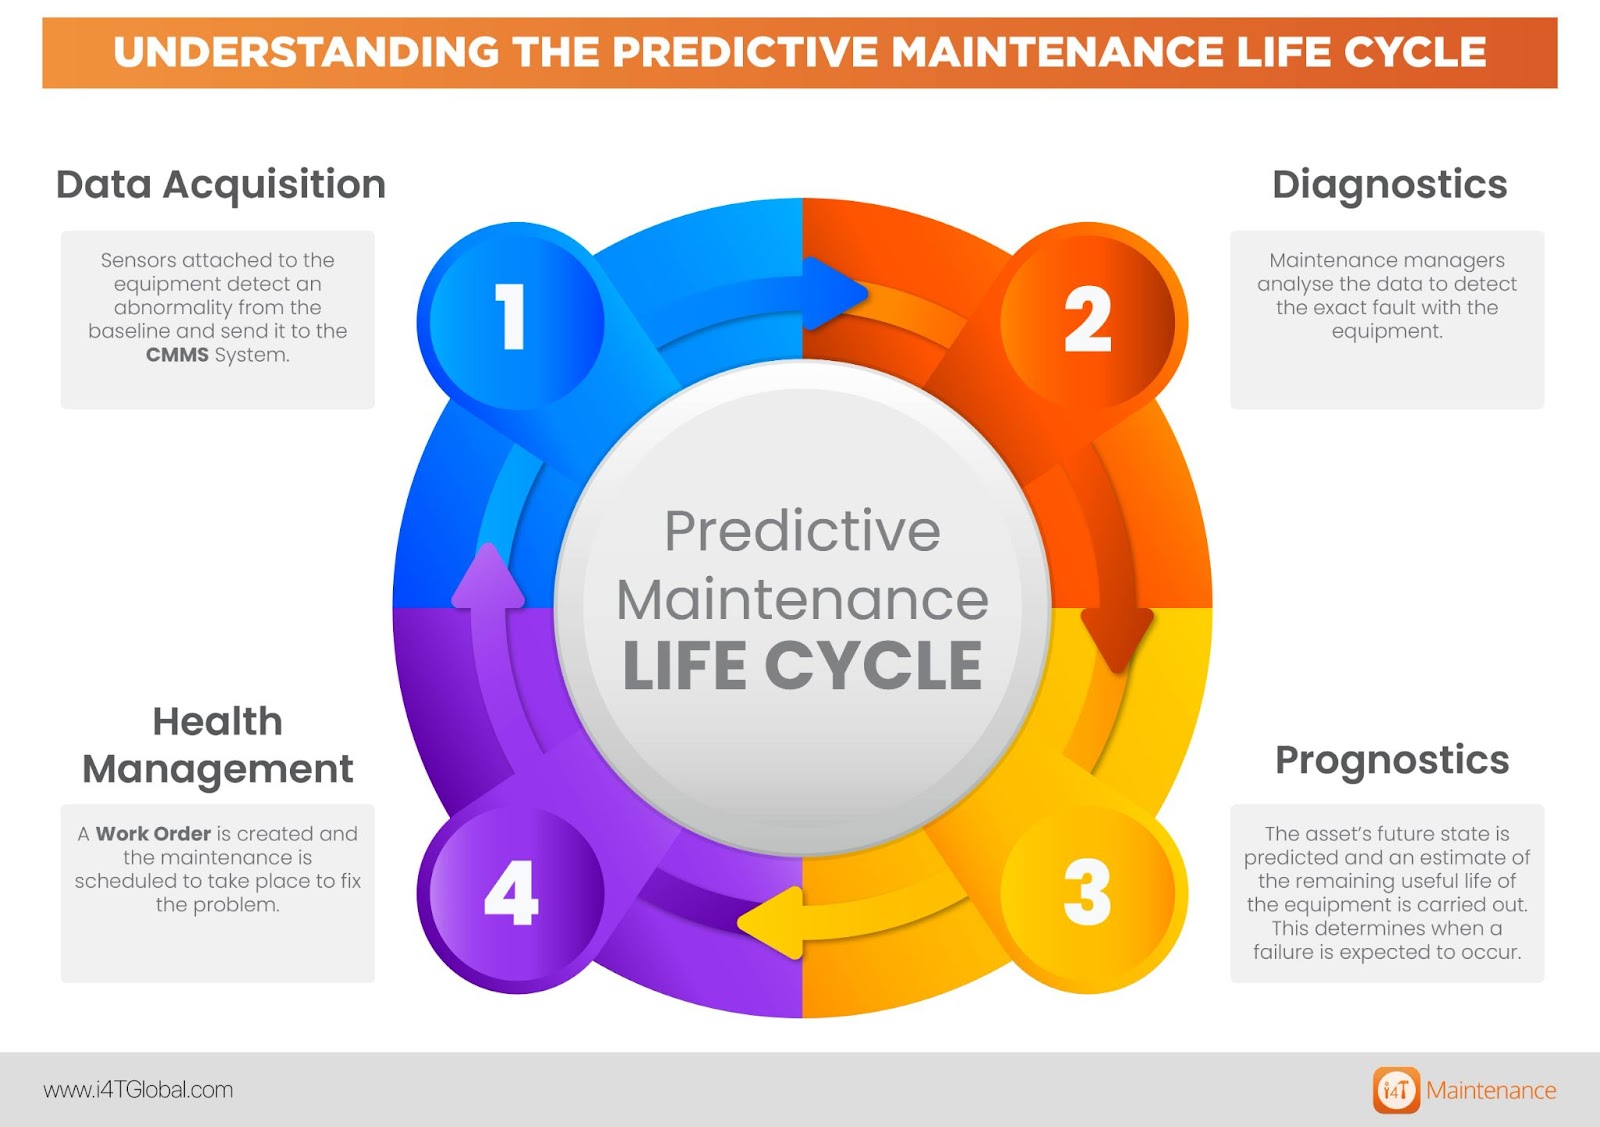 UNDERSTANDING THE PREDICTIVE MAINTENANCE LIFE CYCLE
Data Acquisition
Sensors attached to the
equipment detect an
abnormality from the
baseline and send it to the
CMMS System.
1
2
Diagnostics
Maintenance managers
analyse the data to detect
the exact fault with the
equipment.
Predictive
Maintenance
LIFE CYCLE
Health
Management
A Work Order is created and
the maintenance is
scheduled to take place to fix
the problem.
4
3
Prognostics
The asset’s future state is
predicted and an estimate of
the remaining useful life of
the equipment is carried out.
This determines when a
failure is expected to occur.
www.i4TGlobal.com
i4T Maintenance